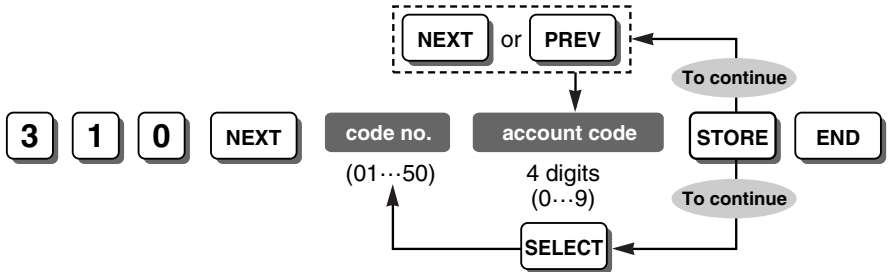 NEXT or PREV
To continue
3 1 0 NEXT code no. account code STORE END
(01···50) 4 digits
(0···9)
To continue
SELECT